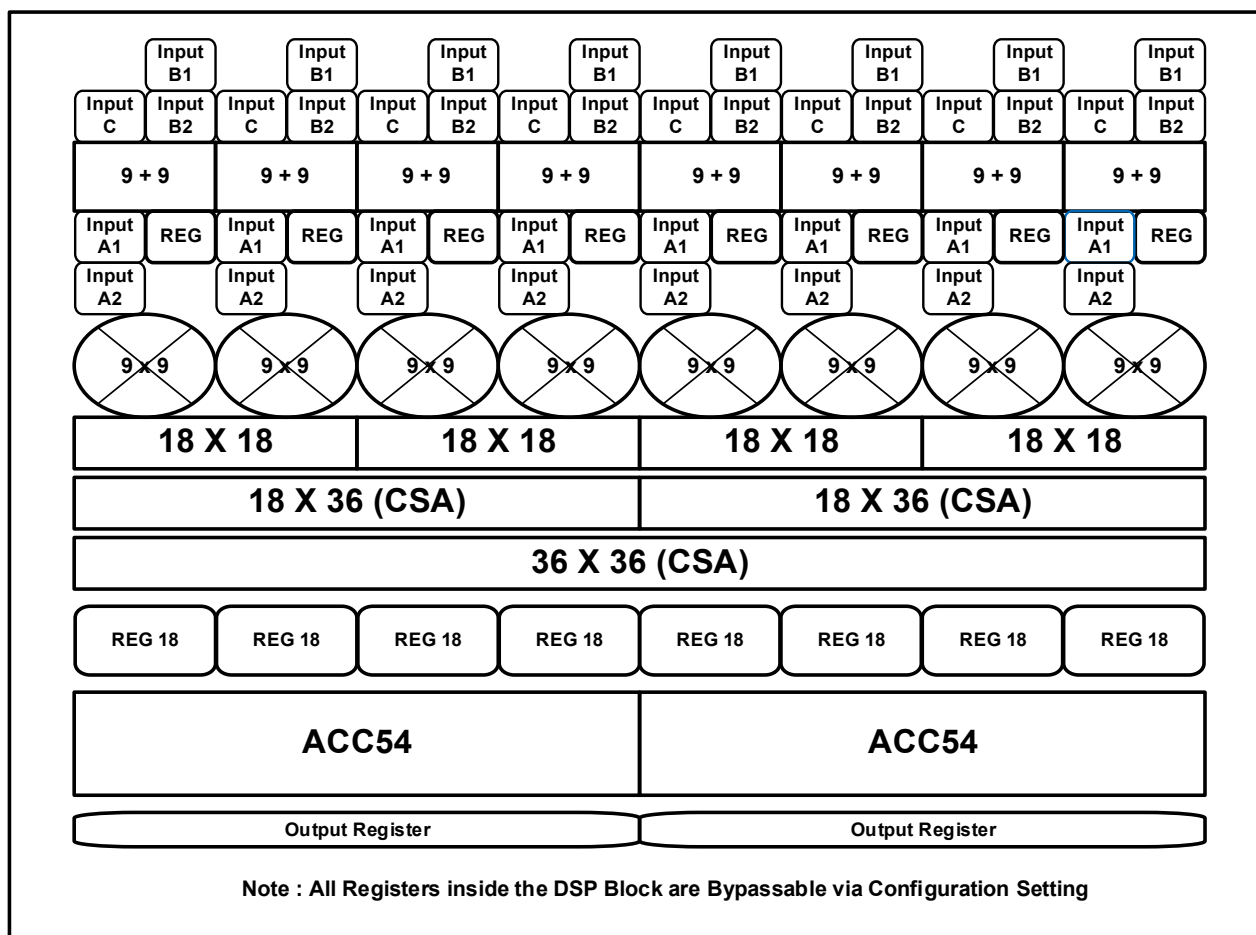 Input Input Input Input Input Input Input Input
B1 B1 B1 B1 B1 B1 B1 B1
Input Input Input Input Input Input Input Input Input Input Input Input Input Input Input Input
C B2 C B2 C B2 C B2 C B2 C B2 C B2 C B2
9 + 9 9 + 9 9 + 9 9 + 9 9 + 9 9 + 9 9 + 9 9 + 9
Input REG Input REG Input REG Input REG Input REG Input REG Input REG Input REG
A1 A1 A1 A1 A1 A1 A1 A1
Input Input Input Input Input Input Input Input
A2 A2 A2 A2 A2 A2 A2 A2
9 x 9 9 x 9 9 x 9 9 x 9 9 x 9 9 x 9 9 x 9 9 x 9
18 X 18 18 X 18 18 X 18 18 X 18
18 X 36 (CSA) 18 X 36 (CSA)
36 X 36 (CSA)
REG 18 REG 18 REG 18 REG 18 REG 18 REG 18 REG 18 REG 18
ACC54 ACC54
Output Register Output Register
Note : All Registers inside the DSP Block are Bypassable via Configuration Setting